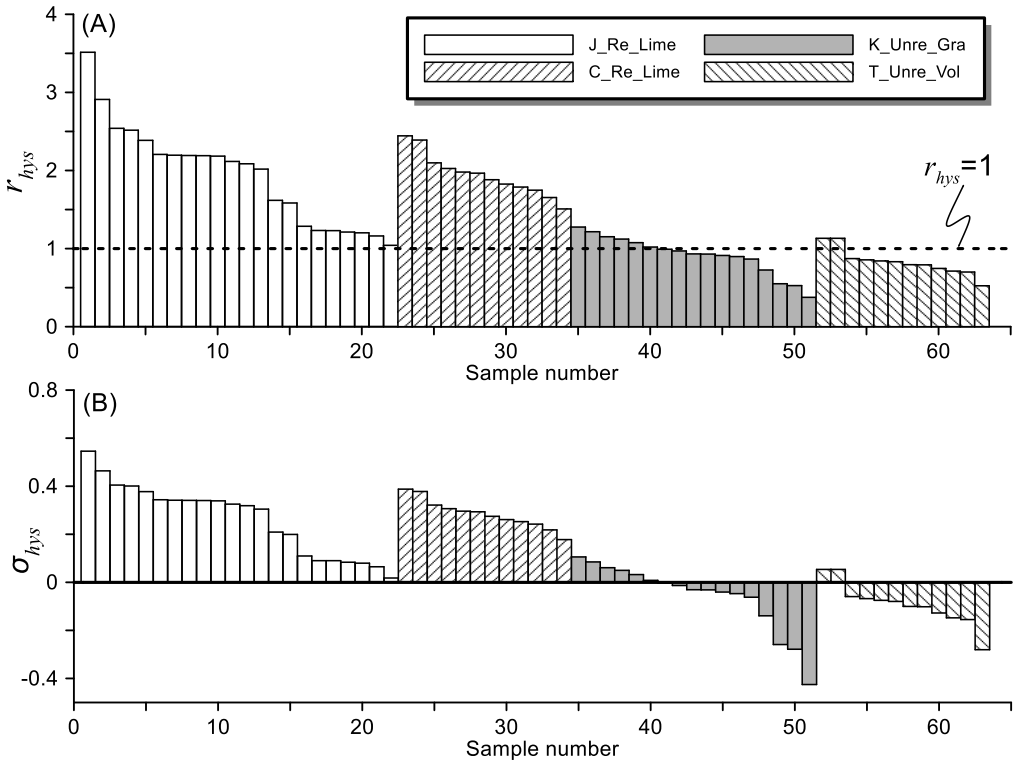 (A)
J_Re_Lime
K_Unre_Gra
C_Re_Lime
T_Unre_Vol
4
3
2
1
0
r_hys
r_hys=1
0 10 20 30 40 50 60
Sample number
(B)
0.8
0.4
0
-0.4
σ_hys
0 10 20 30 40 50 60
Sample number